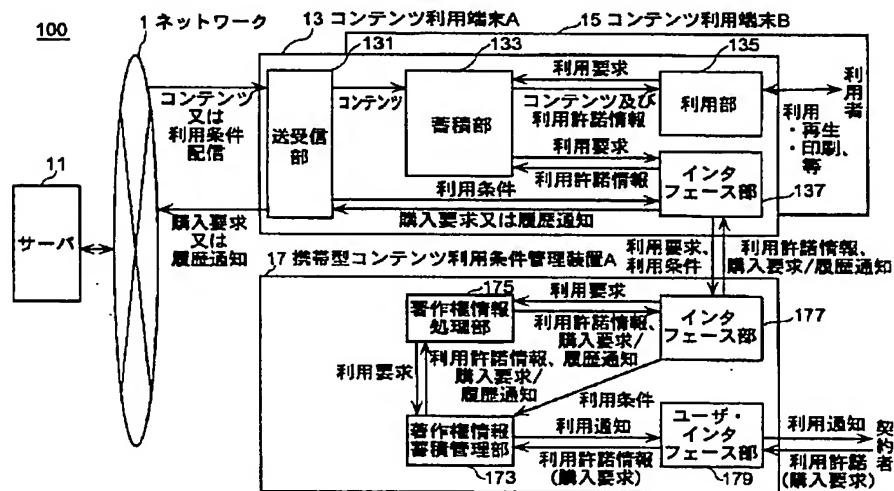 100
1 ネットワーク
13 コンテンツ利用端末A
15 コンテンツ利用端末B
131
133
135
コンテンツ
又は
利用条件
配信
送受信
部
コンテンツ
蓄積部
利用要求
コンテンツ及び
利用許諾情報
利用部
利用
・再生
・印刷、
等
利用者
利用要求
利用許諾情報
インタ
フェース部
137
利用条件
購入要求又は履歴通知
11
サーバ
購入要求
又は
履歴通知
利用要求、
利用条件
利用許諾情報、
購入要求/履歴通知
17 携帯型コンテンツ利用条件管理装置A
175
著作権情報
処理部
利用要求
利用許諾情報、
購入要求/
履歴通知
インタ
フェース部
177
利用要求
利用許諾情報、
購入要求/
履歴通知
利用条件
著作権情報
蓄積管理部
173
利用通知
利用許諾情報
(購入要求)
ユーザ・
インタ
フェース部
179
利用通知
利用許諾
(購入要求)
契約者